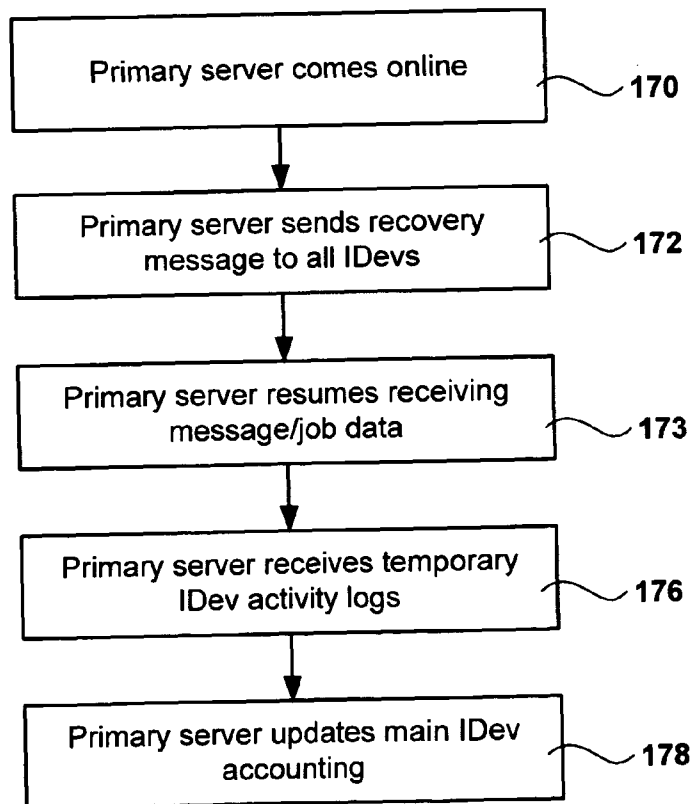 Primary server comes online
170
Primary server sends recovery
message to all IDevs
172
Primary server resumes receiving
message/job data
173
Primary server receives temporary
IDev activity logs
176
Primary server updates main IDev
accounting
178